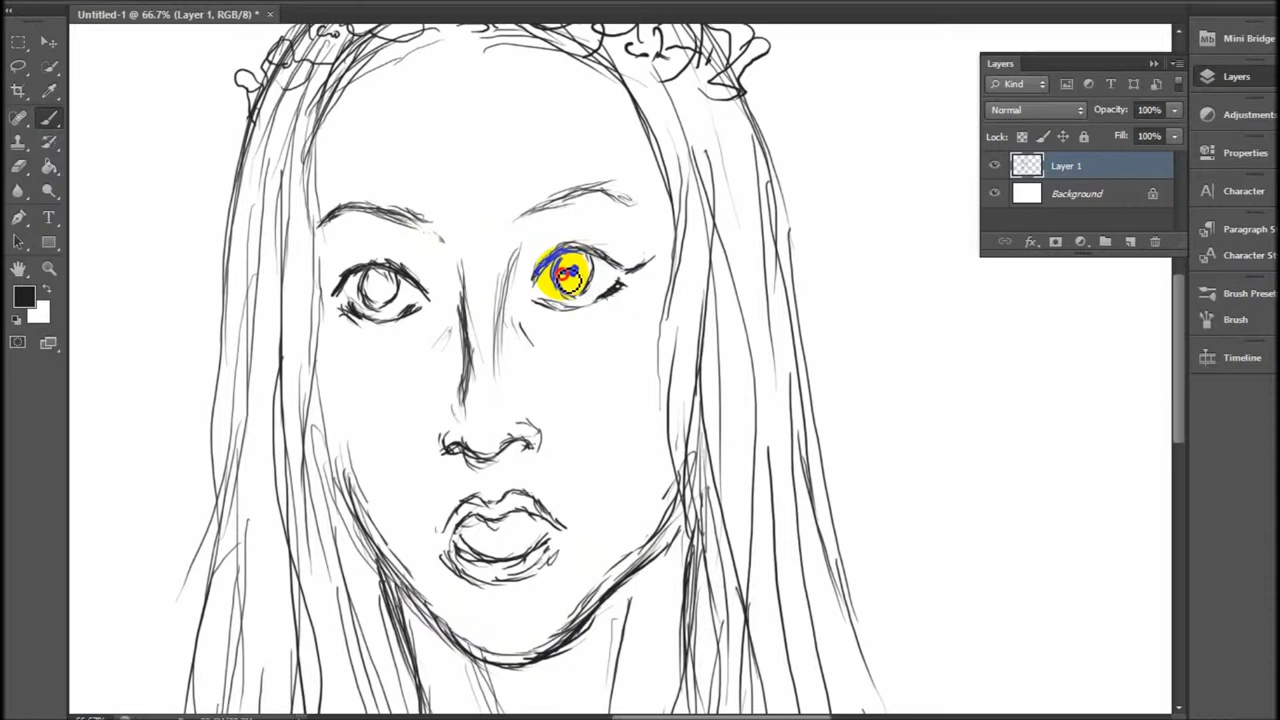 Untitled-1 @ 66.7% (Layer 1, RGB/8) *
Mb Mini Bridge
Layers
Layers
Kind
Adjustments
Normal Opacity: 100%
Lock: Fill: 100%
Properties
Layer 1
Character
Background
Paragraph S
Character S
Brush Prese
Brush
Timeline